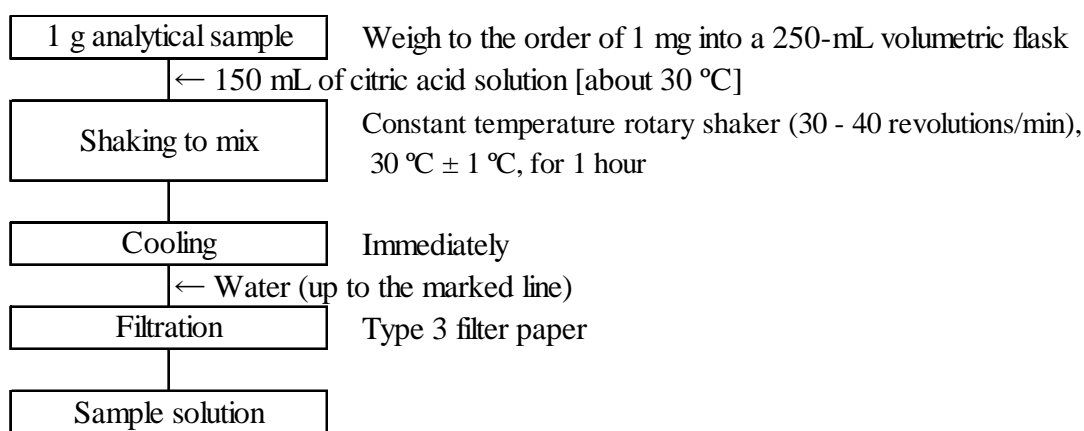 1 g analytical sample Weigh to the order of 1 mg into a 250-mL volumetric flask
← 150 mL of citric acid solution [about 30 ºC]
Shaking to mix Constant temperature rotary shaker (30 - 40 revolutions/min),
30 ºC ± 1 ºC, for 1 hour
Cooling Immediately
← Water (up to the marked line)
Filtration Type 3 filter paper
Sample solution